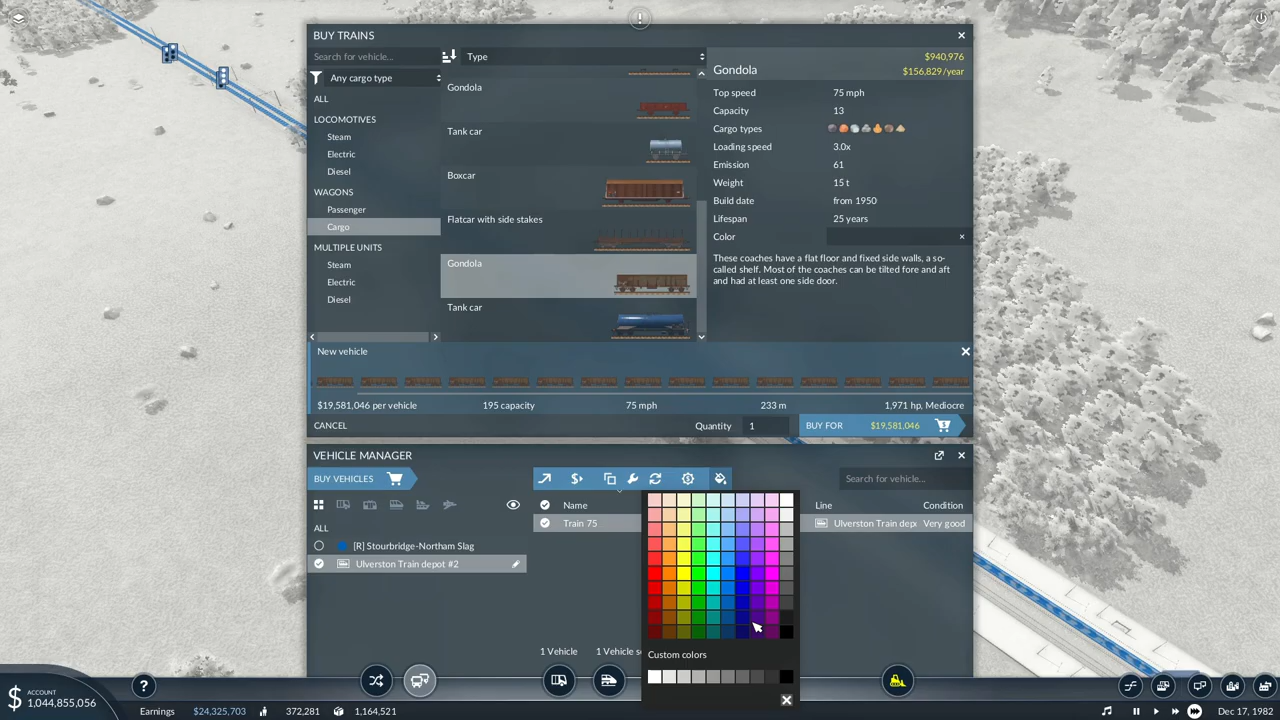 BUY TRAINS
Search for vehicle...
Type
$940,976
Gondola
$156,829/year
Any cargo type
ALL
LOCOMOTIVES
Steam
Electric
Diesel
WAGONS
Passenger
Cargo
MULTIPLE UNITS
Steam
Electric
Diesel
Gondola
Tank car
Boxcar
Flatcar with side stakes
Gondola
Tank car
Top speed 75 mph
Capacity 13
Cargo types
Loading speed 3.0x
Emission 61
Weight 15 t
Build date from 1950
Lifespan 25 years
Color
These coaches have a flat floor and fixed side walls, a so-
called shelf. Most of the coaches can be tilted fore and aft
and had at least one side door.
New vehicle
$19,581,046 per vehicle 195 capacity 75 mph 233 m 1,971 hp, Mediocre
CANCEL Quantity 1 BUY FOR $19,581,046
VEHICLE MANAGER
BUY VEHICLES
Search for vehicle...
Name Line Condition
ALL
Train 75 Ulverston Train depo Very good
[R] Stourbridge-Northam Slag
Ulverston Train depot #2
1 Vehicle 1 Vehicle s
Custom colors
$ ACCOUNT
1,044,855,056
?
Earnings $24,325,703 372,281 1,164,521
Dec 17, 1982